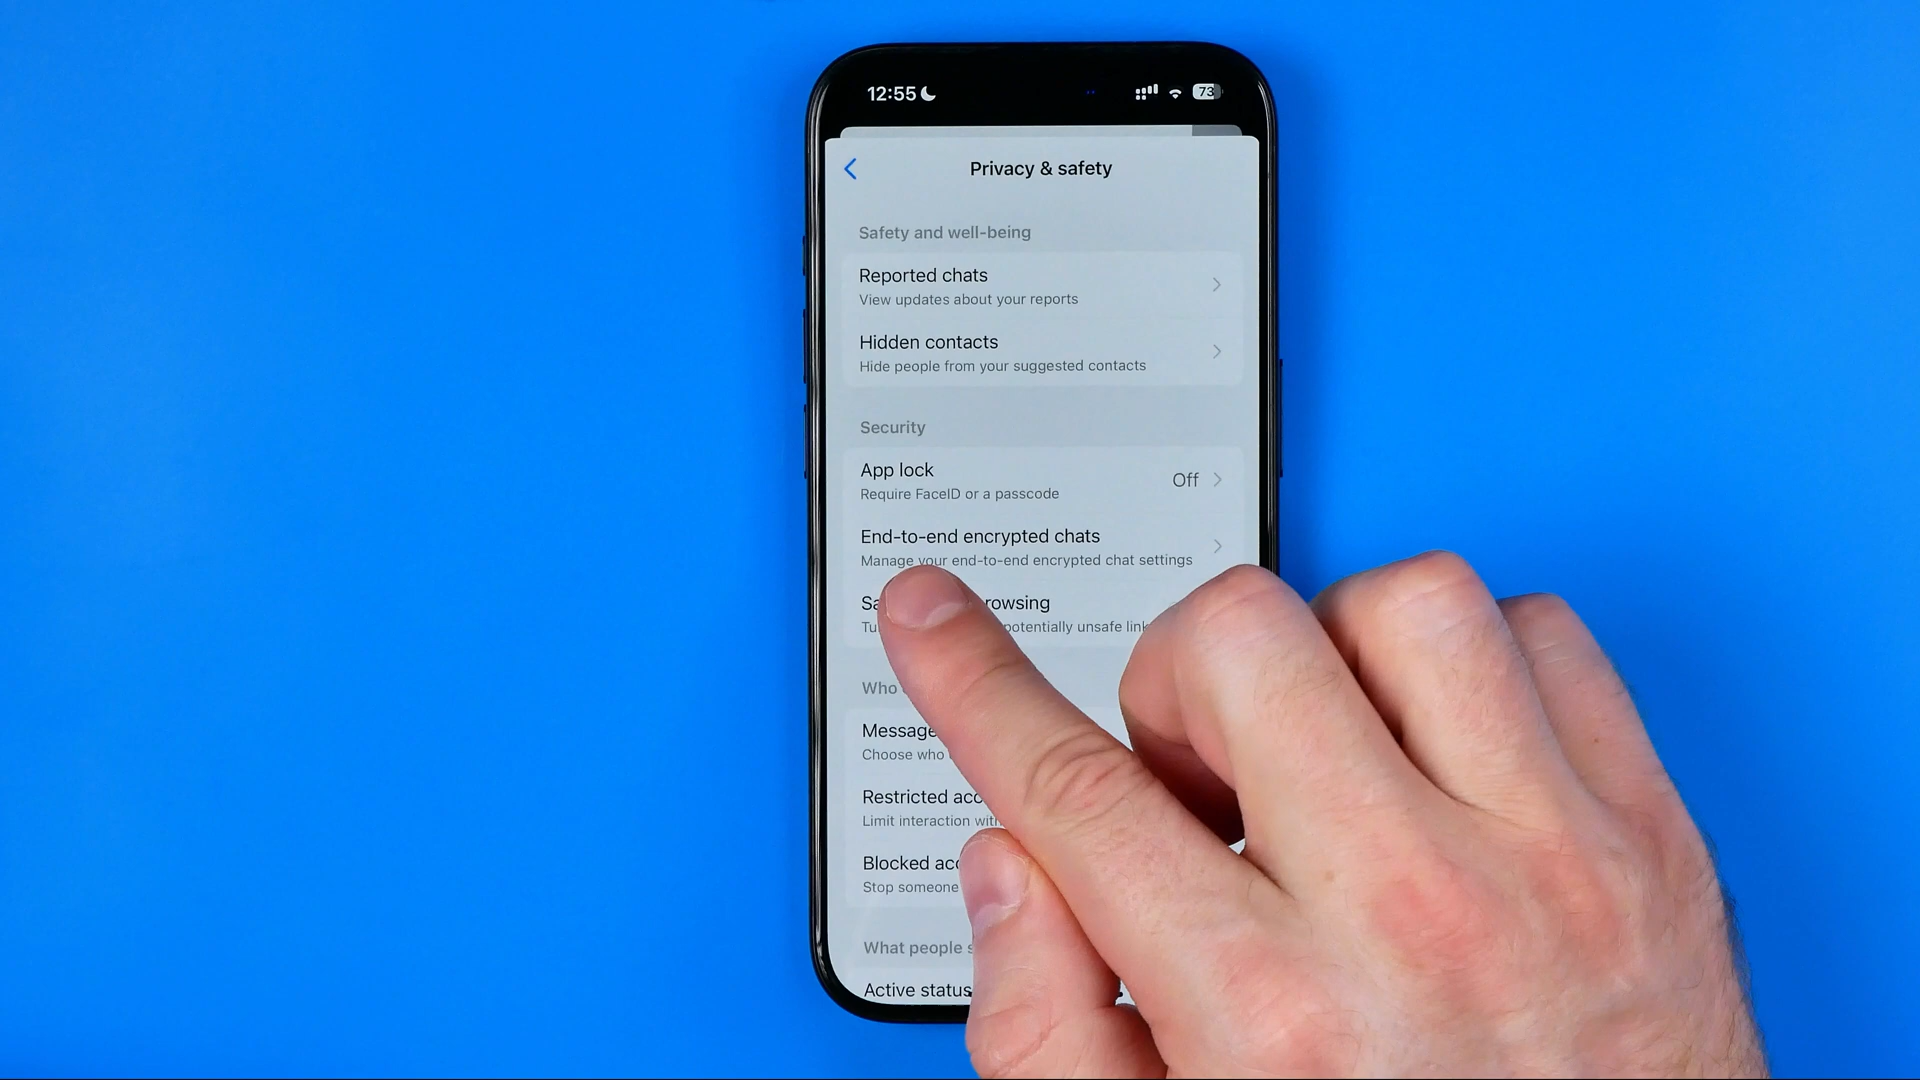 12:55 73
Privacy & safety
Safety and well-being
Reported chats
View updates about your reports
Hidden contacts
Hide people from your suggested contacts
Security
App lock Off
Require FaceID or a passcode
End-to-end encrypted chats
Manage your end-to-end encrypted chat settings
Sa rowsing
Tu potentially unsafe link
Who
Message
Choose who
Restricted acc
Limit interaction with
Blocked acc
Stop someone
What people s
Active status